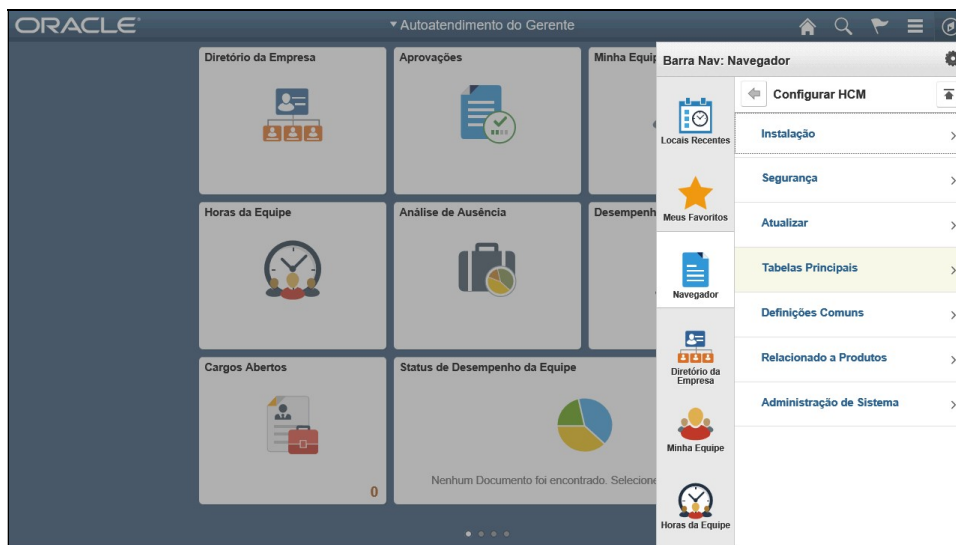 ORACLE
Autoatendimento do Gerente
Diretório da Empresa
Aprovações
Minha Equip
Horas da Equipe
Análise de Ausência
Desempenh
Cargos Abertos
0
Status de Desempenho da Equipe
Nenhum Documento foi encontrado. Selecione
Barra Nav: Navegador
Locais Recentes
Meus Favoritos
Navegador
Diretório da
Empresa
Minha Equipe
Horas da Equipe
Configurar HCM
Instalação
Segurança
Atualizar
Tabelas Principais
Definições Comuns
Relacionado a Produtos
Administração de Sistema